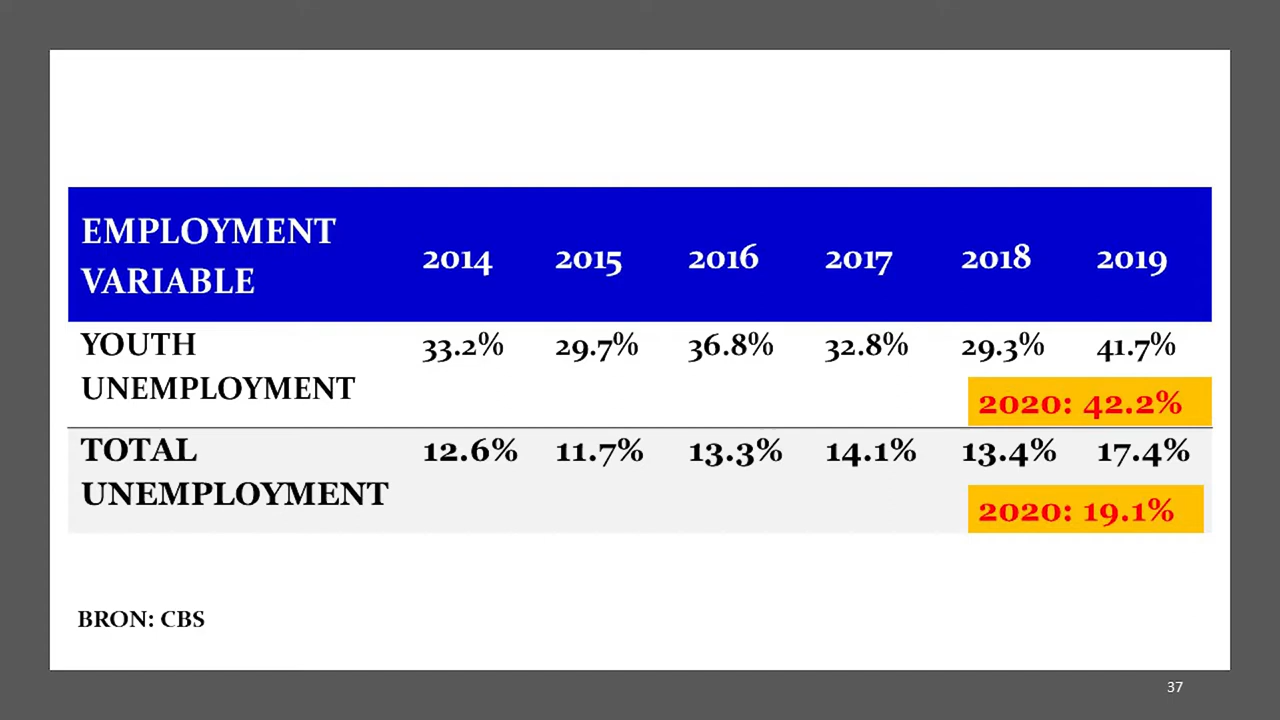 EMPLOYMENT
VARIABLE 2014 2015 2016 2017 2018 2019
YOUTH 33.2% 29.7% 36.8% 32.8% 29.3% 41.7%
UNEMPLOYMENT
2020: 42.2%
TOTAL 12.6% 11.7% 13.3% 14.1% 13.4% 17.4%
UNEMPLOYMENT
2020: 19.1%
BRON: CBS
37